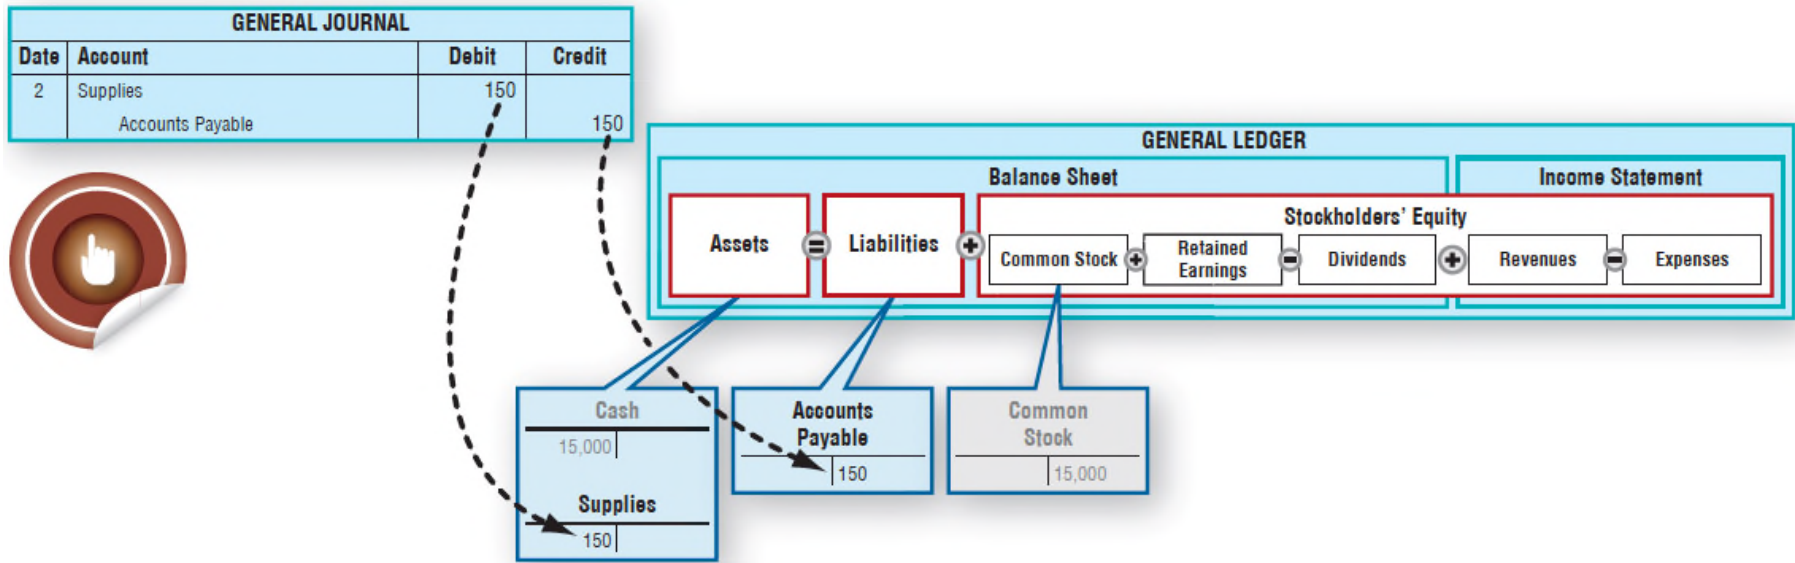 GENERAL JOURNAL
Date Account Debit Credit
2 Supplies 150
Accounts Payable 150
GENERAL LEDGER
Balance Sheet
Income Statement
Assets = Liabilities +
Stockholders' Equity
Common Stock + Retained Earnings − Dividends + Revenues − Expenses
Cash
15,000
Supplies
150
Accounts
Payable
150
Common
Stock
15,000